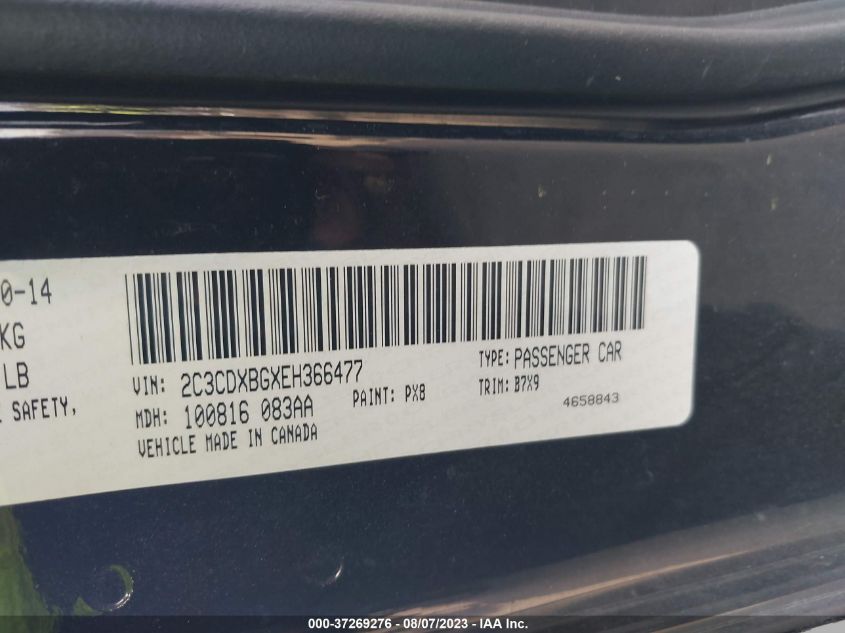 0-14
KG
LB
SAFETY,
VIN: 2C3CDXBGXEH366477
TYPE: PASSENGER CAR
MDH: 100816 083AA
PAINT: PX8
TRIM: B7X9
VEHICLE MADE IN CANADA
4658843
000-37269276 - 08/07/2023 - IAA Inc.